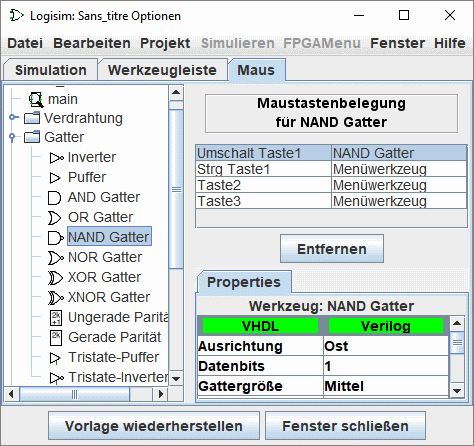 Logisim: Sans_titre Optionen
Datei Bearbeiten Projekt Simulieren FPGAMenu Fenster Hilfe
Simulation Werkzeugleiste Maus
main
Verdrahtung
Gatter
Inverter
Puffer
AND Gatter
OR Gatter
NAND Gatter
NOR Gatter
XOR Gatter
XNOR Gatter
Ungerade Parität
Gerade Parität
Tristate-Puffer
Tristate-Inverter
Maustastenbelegung
für NAND Gatter
Umschalt Taste1 NAND Gatter
Strg Taste1 Menüwerkzeug
Taste2 Menüwerkzeug
Taste3 Menüwerkzeug
Entfernen
Properties
Werkzeug: NAND Gatter
VHDL Verilog
Ausrichtung Ost
Datenbits 1
Gattergröße Mittel
Vorlage wiederherstellen Fenster schließen